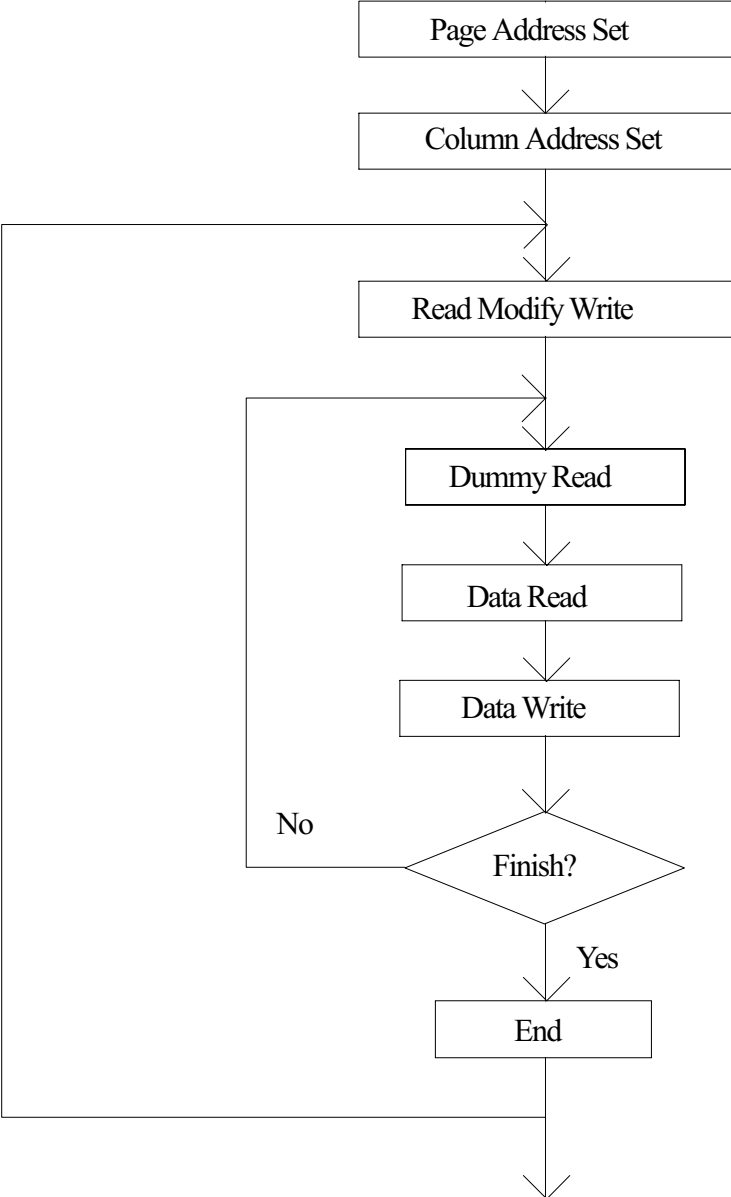 Page Address Set
Column Address Set
Read Modify Write
Dummy Read
Data Read
Data Write
No
Finish?
Yes
End